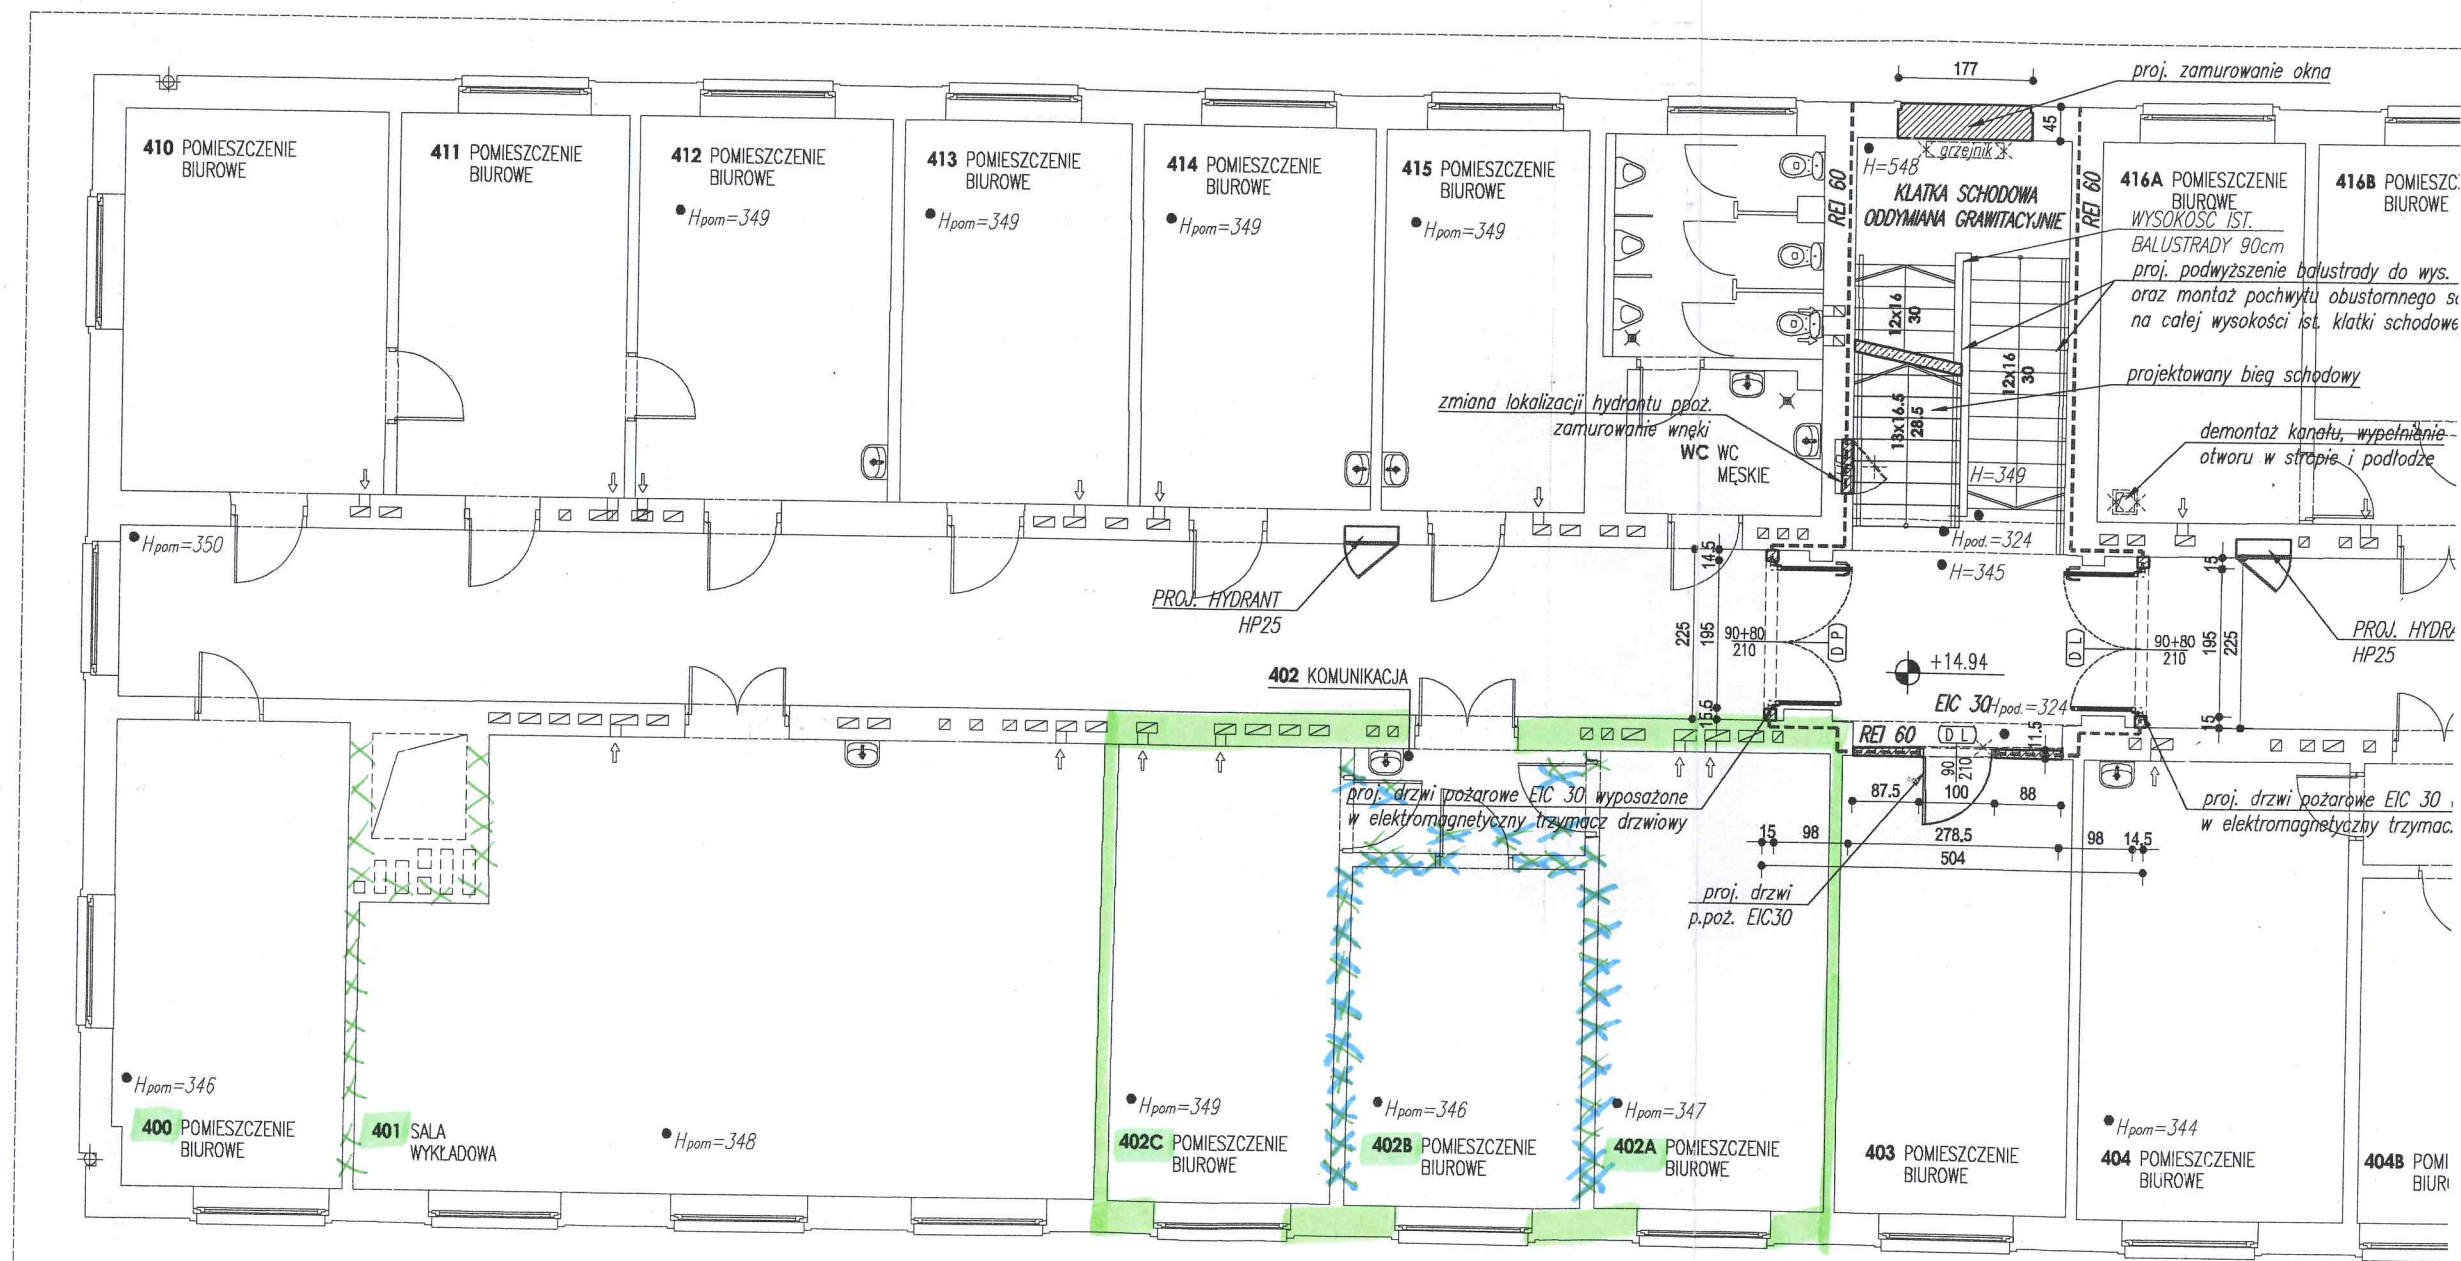 177
proj. zamurowanie okna
45
grzejnik
410 POMIESZCZENIE
BIUROWE
411 POMIESZCZENIE
BIUROWE
412 POMIESZCZENIE
BIUROWE
Hpom=349
413 POMIESZCZENIE
BIUROWE
Hpom=349
414 POMIESZCZENIE
BIUROWE
Hpom=349
415 POMIESZCZENIE
BIUROWE
Hpom=349
REI 60
H=548
KLATKA SCHODOWA
ODDYMIANA GRAWITACYJNIE
REI 60
416A POMIESZCZENIE
BIUROWE
416B POMIESZC
BIUROWE
WYSOKOŚĆ IST.
BALUSTRADY 90cm
proj. podwyższenie balustrady do wys.
oraz montaż pochwytu obustornnego
na całej wysokości ist. klatki schodowe
12x16
30
12x16
30
projektowany bieg schodowy
13x16.5
28.5
zmiana lokalizacji hydrantu ppoż.
zamurowanie wnęki
WC WC
MĘSKIE
demontaż kanału, wypełnienie
otworu w stropie i podłodze
H=349
Hpod.=324
H=345
Hpom=350
PROJ. HYDRANT
HP25
14.5
225
195
15.5
90+80
210
D P
+14.94
D L
90+80
210
15
195
225
15
PROJ. HYDR
HP25
402 KOMUNIKACJA
EIC 30
Hpod.=324
REI 60
D L
11.5
90
210
87.5
100
88
proj. drzwi pożarowe EIC 30 wyposażone
w elektromagnetyczny trzymacz drzwiowy
proj. drzwi pożarowe EIC 30
w elektromagnetyczny trzymac.
15
98
278.5
98
14.5
504
proj. drzwi
p.poż. EIC30
Hpom=346
400 POMIESZCZENIE
BIUROWE
401 SALA
WYKŁADOWA
Hpom=348
Hpom=349
402C POMIESZCZENIE
BIUROWE
Hpom=346
402B POMIESZCZENIE
BIUROWE
Hpom=347
402A POMIESZCZENIE
BIUROWE
403 POMIESZCZENIE
BIUROWE
Hpom=344
404 POMIESZCZENIE
BIUROWE
404B POMI
BIUR